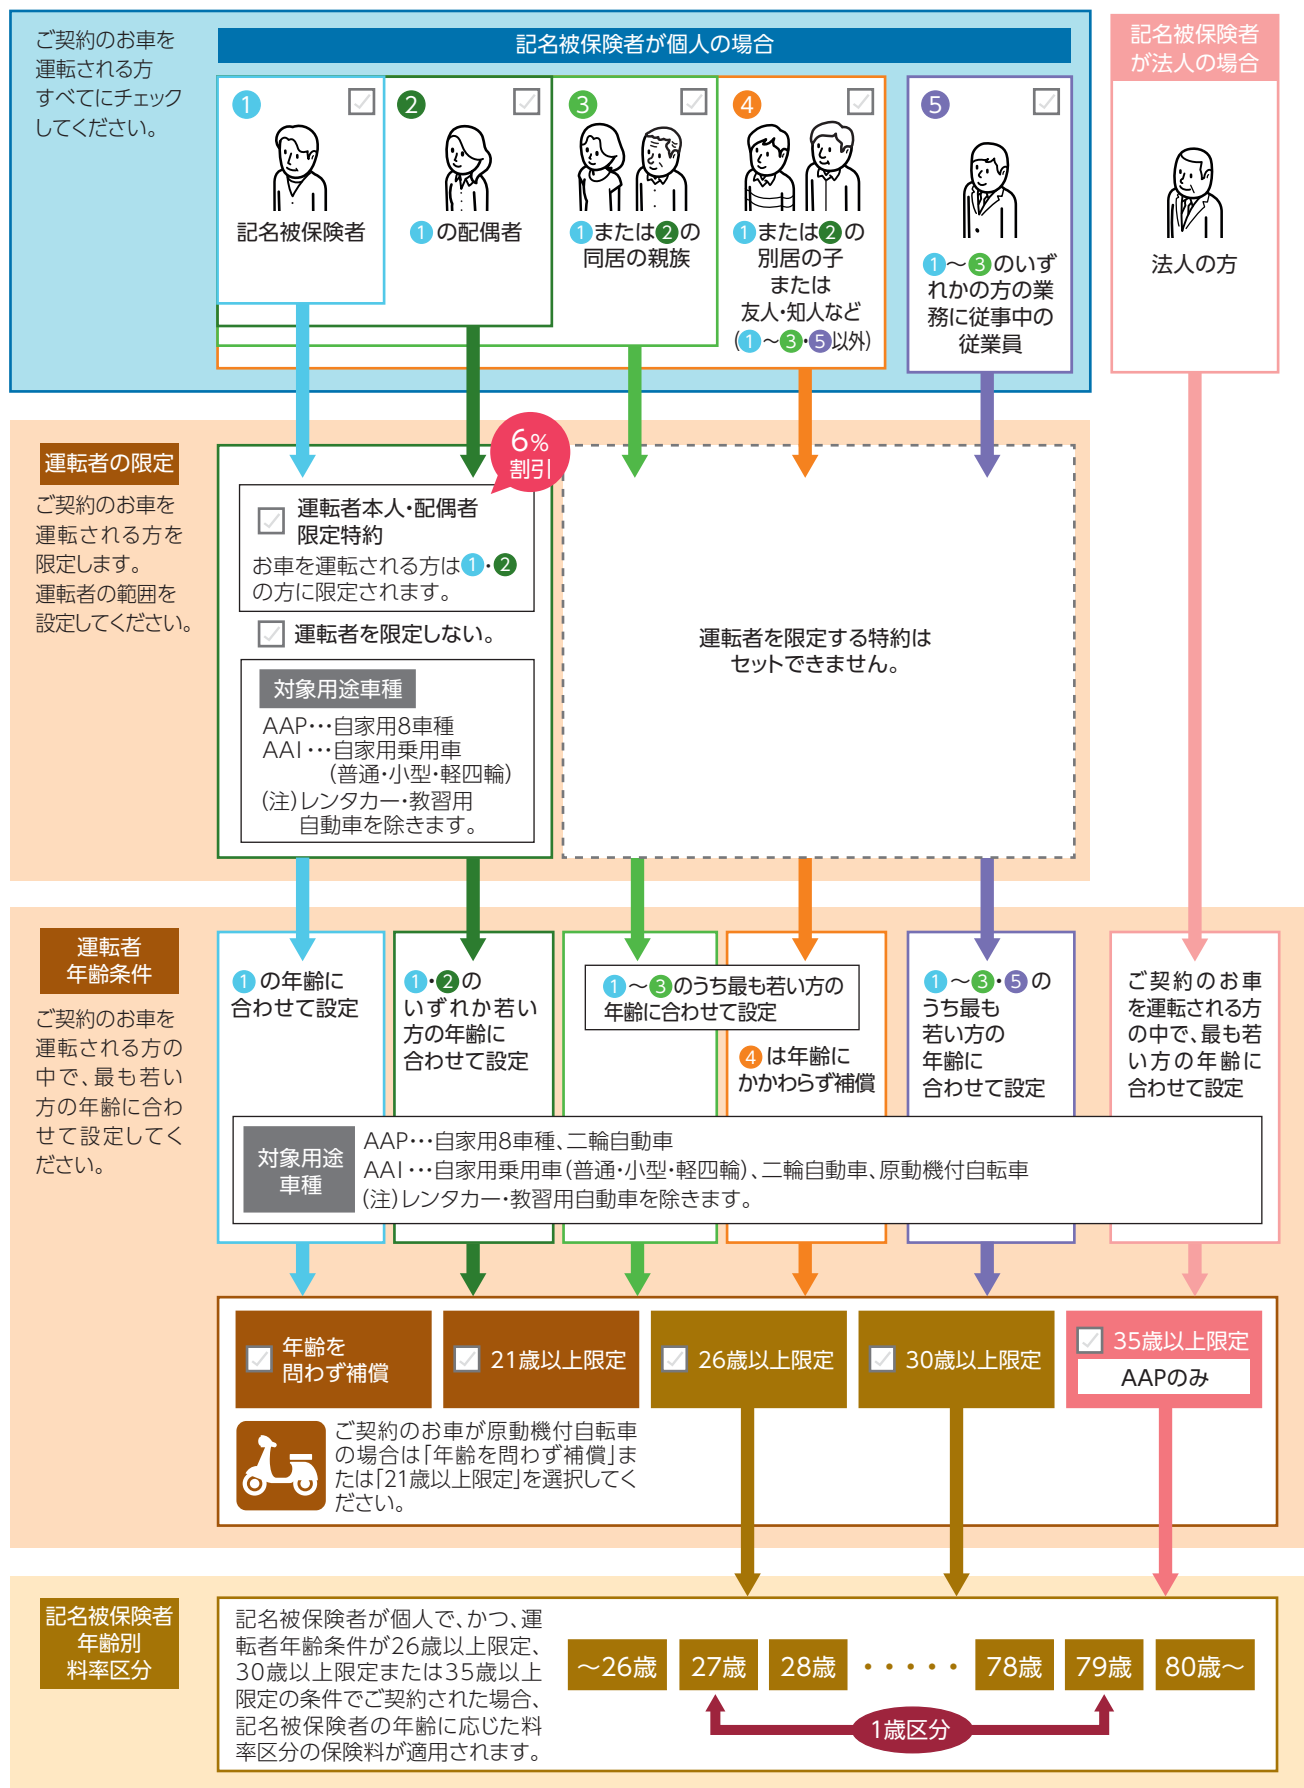 ご契約のお車を
運転される方
すべてにチェック
してください。
記名被保険者が個人の場合
1
記名被保険者
2
1の配偶者
3
1または2の
同居の親族
4
1または2の
別居の子
または
友人・知人など
(1～3・5以外)
5
1～3のいず
れかの方の業
務に従事中の
従業員
記名被保険者
が法人の場合
法人の方
運転者の限定
ご契約のお車を
運転される方を
限定します。
運転者の範囲を
設定してください。
6%
割引
運転者本人・配偶者
限定特約
お車を運転される方は1・2
の方に限定されます。
運転者を限定しない。
対象用途車種
AAP…自家用8車種
AAI…自家用乗用車
(普通・小型・軽四輪)
(注)レンタカー・教習用
自動車を除きます。
運転者を限定する特約は
セットできません。
運転者
年齢条件
ご契約のお車を
運転される方の
中で、最も若い
方の年齢に合わ
せて設定してく
ださい。
1の年齢に
合わせて設定
1・2の
いずれか若い
方の年齢に
合わせて設定
1～3のうち最も若い方の
年齢に合わせて設定
4は年齢に
かかわらず補償
1～3・5の
うち最も
若い方の
年齢に
合わせて設定
ご契約のお車
を運転される方
の中で、最も若
い方の年齢に
合わせて設定
対象用途
車種
AAP…自家用8車種、二輪自動車
AAI…自家用乗用車(普通・小型・軽四輪)、二輪自動車、原動機付自転車
(注)レンタカー・教習用自動車を除きます。
年齢を
問わず補償
21歳以上限定
26歳以上限定
30歳以上限定
35歳以上限定
AAPのみ
ご契約のお車が原動機付自転車
の場合は「年齢を問わず補償」ま
たは「21歳以上限定」を選択してく
ださい。
記名被保険者
年齢別
料率区分
記名被保険者が個人で、かつ、運
転者年齢条件が26歳以上限定、
30歳以上限定または35歳以上
限定の条件でご契約された場合、
記名被保険者の年齢に応じた料
率区分の保険料が適用されます。
～26歳 27歳 28歳 ・・・・・ 78歳 79歳 80歳～
1歳区分